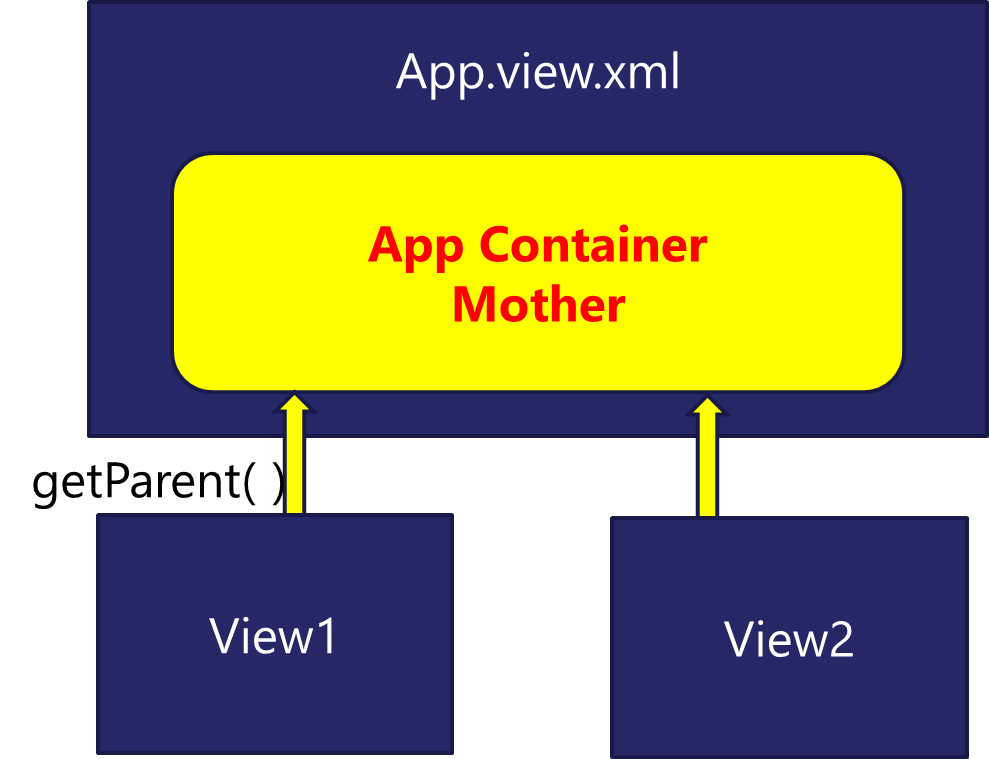 App.view.xml
App Container
Mother
getParent( )
View1
View2